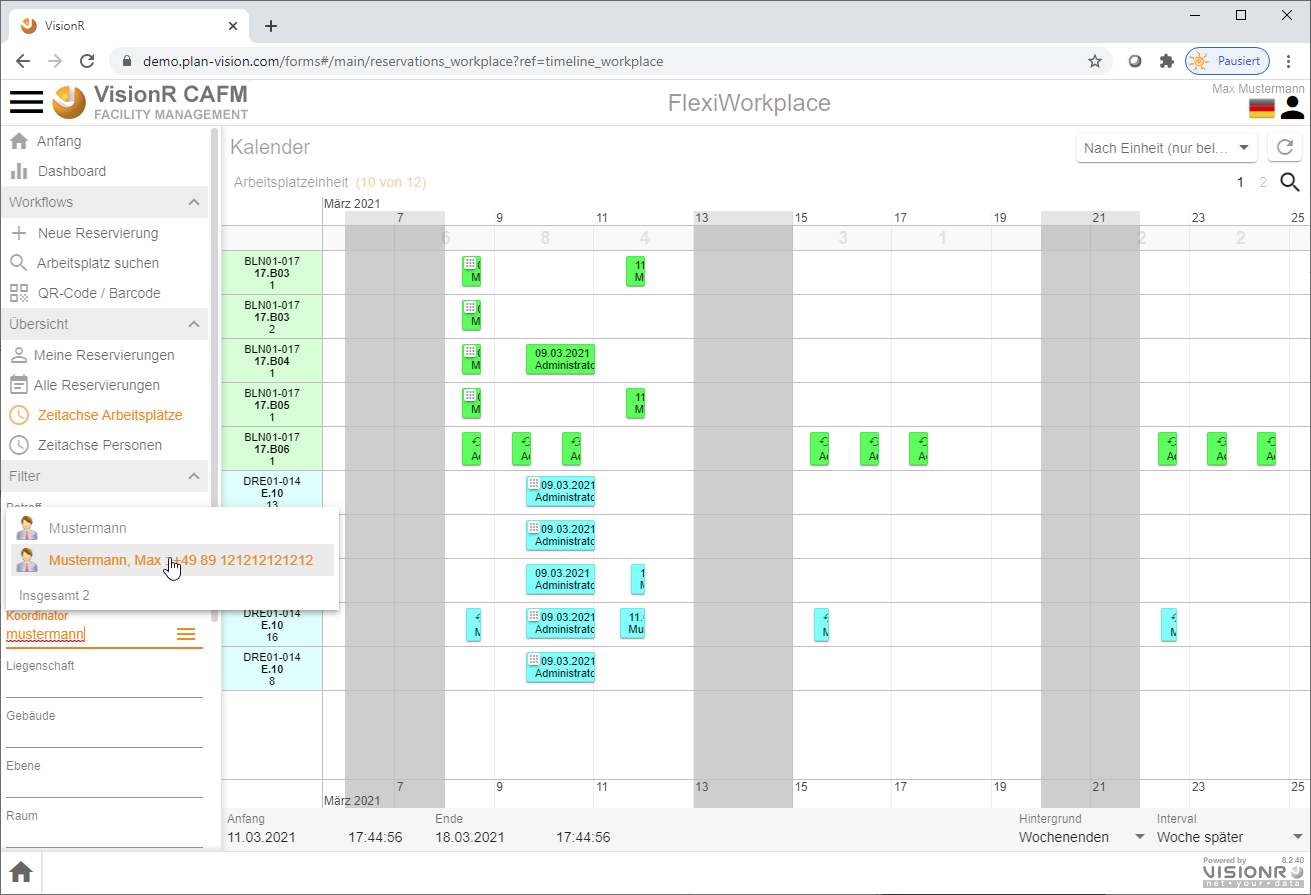 VisionR
demo.plan-vision.com/forms#/main/reservations_workplace?ref=timeline_workplace
Pausiert
VisionR CAFM
FACILITY MANAGEMENT
FlexiWorkplace
Max Mustermann
Anfang
Dashboard
Workflows
Neue Reservierung
Arbeitsplatz suchen
QR-Code / Barcode
Übersicht
Meine Reservierungen
Alle Reservierungen
Zeitachse Arbeitsplätze
Zeitachse Personen
Filter
Mustermann
Mustermann, Max : +49 89 121212121212
Insgesamt 2
Koordinator
mustermann
Liegenschaft
Gebäude
Ebene
Raum
Kalender
Nach Einheit (nur bel...
Arbeitsplatzeinheit (10 von 12)
1 2
März 2021
7 9 11 13 15 17 19 21 23 25
6 8 4 3 1 2 2
BLN01-017
17.B03
1
11
M
M
BLN01-017
17.B03
2
M
BLN01-017
17.B04
1
M
09.03.2021
Administrato
BLN01-017
17.B05
1
M
11
M
BLN01-017
17.B06
1
DRE01-014
E.10
13
09.03.2021
Administrato
09.03.2021
Administrato
09.03.2021
Administrato
DRE01-014
E.10
16
09.03.2021
Administrato
11.
Mu
DRE01-014
E.10
8
09.03.2021
Administrato
7 9 11 13 15 17 19 21 23 25
März 2021
Anfang
11.03.2021 17:44:56
Ende
18.03.2021 17:44:56
Hintergrund
Wochenenden
Interval
Woche später
Powered by 8.2.40
VISIONR
net • your • data